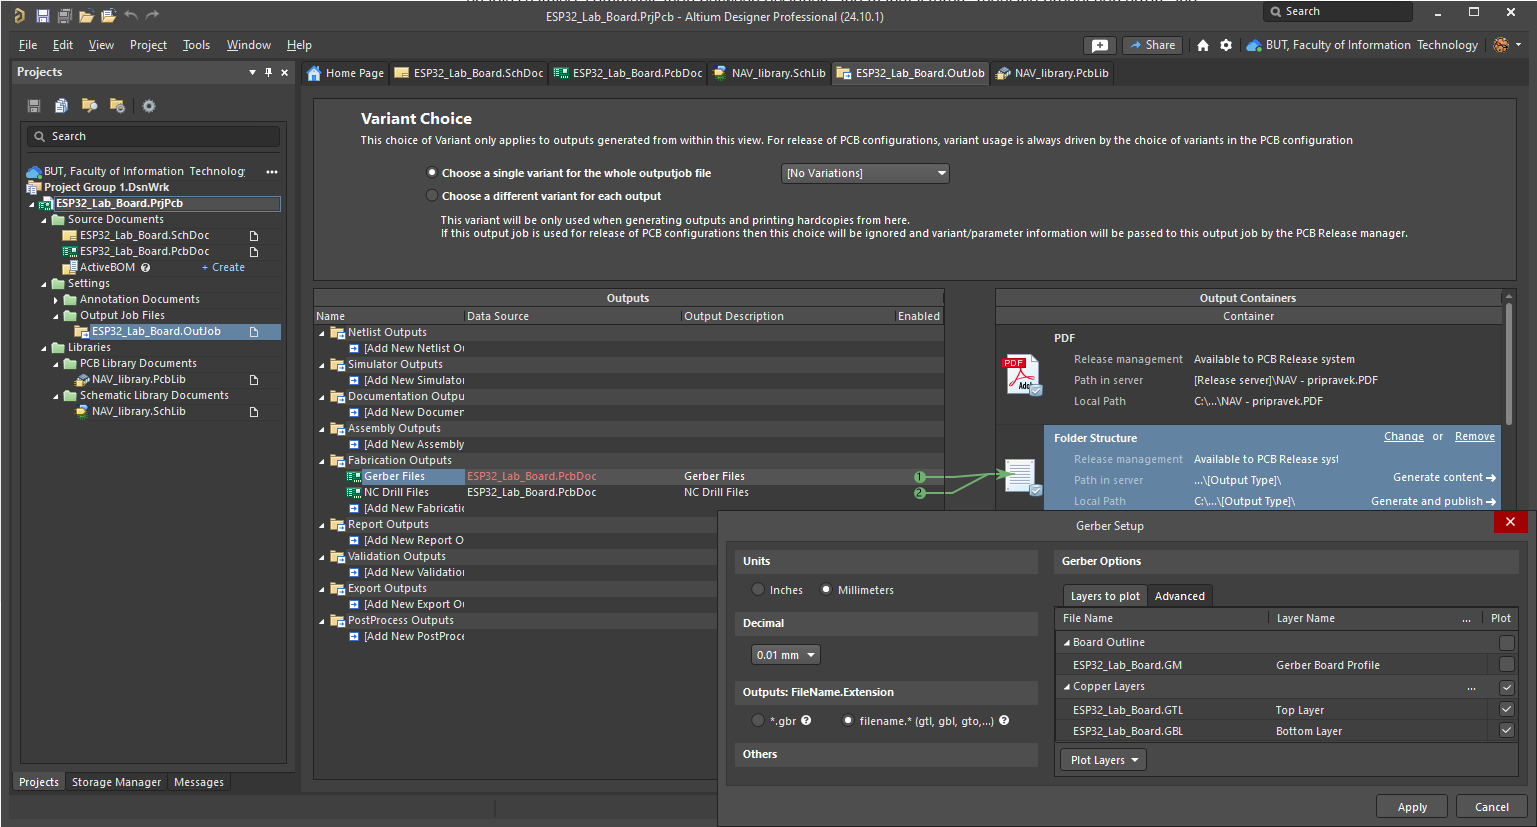 ESP32_Lab_Board.PrjPcb - Altium Designer Professional (24.10.1)
Search
File Edit View Project Tools Window Help
Share
BUT, Faculty of Information Technology
Projects
Home Page
ESP32_Lab_Board.SchDoc
ESP32_Lab_Board.PcbDoc
NAV_library.SchLib
ESP32_Lab_Board.OutJob
NAV_library.PcbLib
Search
BUT, Faculty of Information Technology
Project Group 1.DsnWrk
ESP32_Lab_Board.PrjPcb
Source Documents
ESP32_Lab_Board.SchDoc
ESP32_Lab_Board.PcbDoc
ActiveBOM ? + Create
Settings
Annotation Documents
Output Job Files
ESP32_Lab_Board.OutJob
Libraries
PCB Library Documents
NAV_library.PcbLib
Schematic Library Documents
NAV_library.SchLib
Projects
Storage Manager
Messages
Variant Choice
This choice of Variant only applies to outputs generated from within this view. For release of PCB configurations, variant usage is always driven by the choice of variants in the PCB configuration
Choose a single variant for the whole outputjob file
[No Variations]
Choose a different variant for each output
This variant will be only used when generating outputs and printing hardcopies from here.
If this output job is used for release of PCB configurations then this choice will be ignored and variant/parameter information will be passed to this output job by the PCB Release manager.
Outputs
Name Data Source Output Description Enabled
Netlist Outputs
[Add New Netlist Ou
Simulator Outputs
[Add New Simulator
Documentation Outpu
[Add New Documen
Assembly Outputs
[Add New Assembly
Fabrication Outputs
Gerber Files ESP32_Lab_Board.PcbDoc Gerber Files 1
NC Drill Files ESP32_Lab_Board.PcbDoc NC Drill Files 2
[Add New Fabricatio
Report Outputs
[Add New Report O
Validation Outputs
[Add New Validation
Export Outputs
[Add New Export Ou
PostProcess Outputs
[Add New PostProce
Output Containers
Container
PDF
Release management Available to PCB Release system
Path in server [Release server]\NAV - pripravek.PDF
Local Path C:\...\NAV - pripravek.PDF
PDF
Adob
Folder Structure Change or Remove
Release management Available to PCB Release syst
Path in server ...\[Output Type]\
Generate content
Local Path C:\...\[Output Type]\
Generate and publish
Gerber Setup
Units
Inches Millimeters
Decimal
0.01 mm
Outputs: FileName.Extension
*.gbr ? filename.* (gtl, gbl, gto,...) ?
Others
Gerber Options
Layers to plot Advanced
File Name Layer Name ... Plot
Board Outline
ESP32_Lab_Board.GM Gerber Board Profile
Copper Layers ...
ESP32_Lab_Board.GTL Top Layer
ESP32_Lab_Board.GBL Bottom Layer
Plot Layers
Apply Cancel